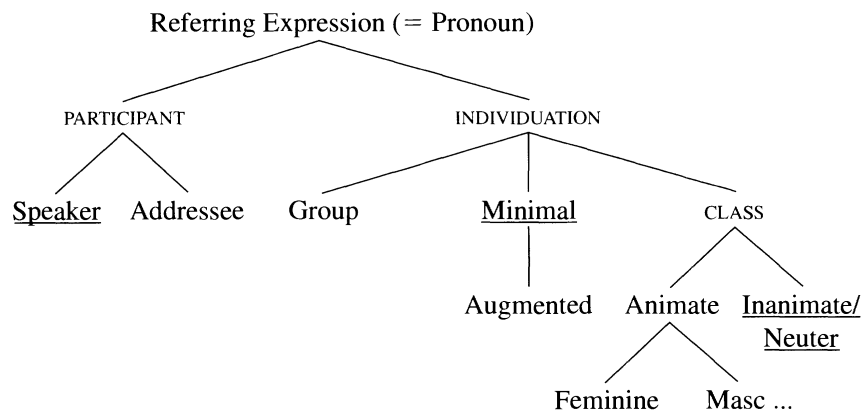 Referring Expression (= Pronoun)
PARTICIPANT INDIVIDUATION
Speaker Addressee Group Minimal CLASS
Augmented Animate Inanimate/
Neuter
Feminine Masc ...